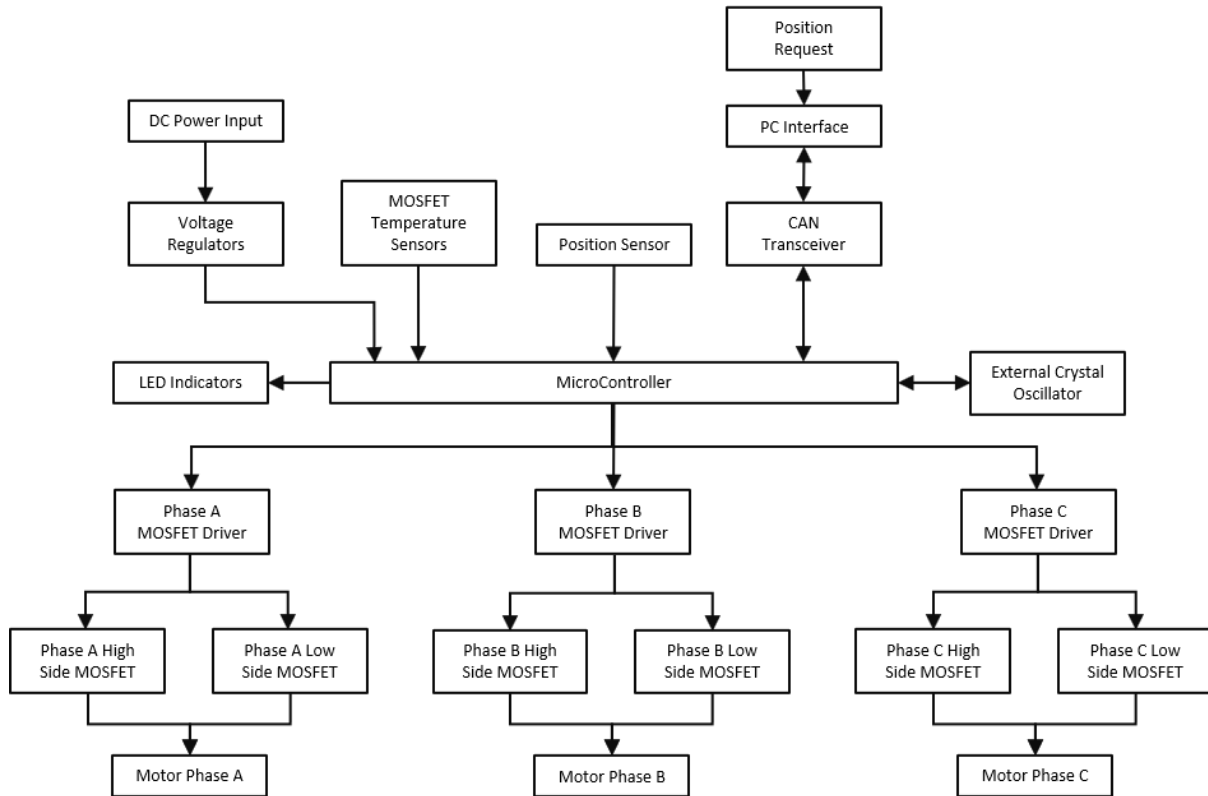 Position
Request
DC Power Input
PC Interface
Voltage
Regulators
MOSFET
Temperature
Sensors
Position Sensor
CAN
Transceiver
LED Indicators
MicroController
External Crystal
Oscillator
Phase A
MOSFET Driver
Phase B
MOSFET Driver
Phase C
MOSFET Driver
Phase A High
Side MOSFET
Phase A Low
Side MOSFET
Phase B High
Side MOSFET
Phase B Low
Side MOSFET
Phase C High
Side MOSFET
Phase C Low
Side MOSFET
Motor Phase A
Motor Phase B
Motor Phase C